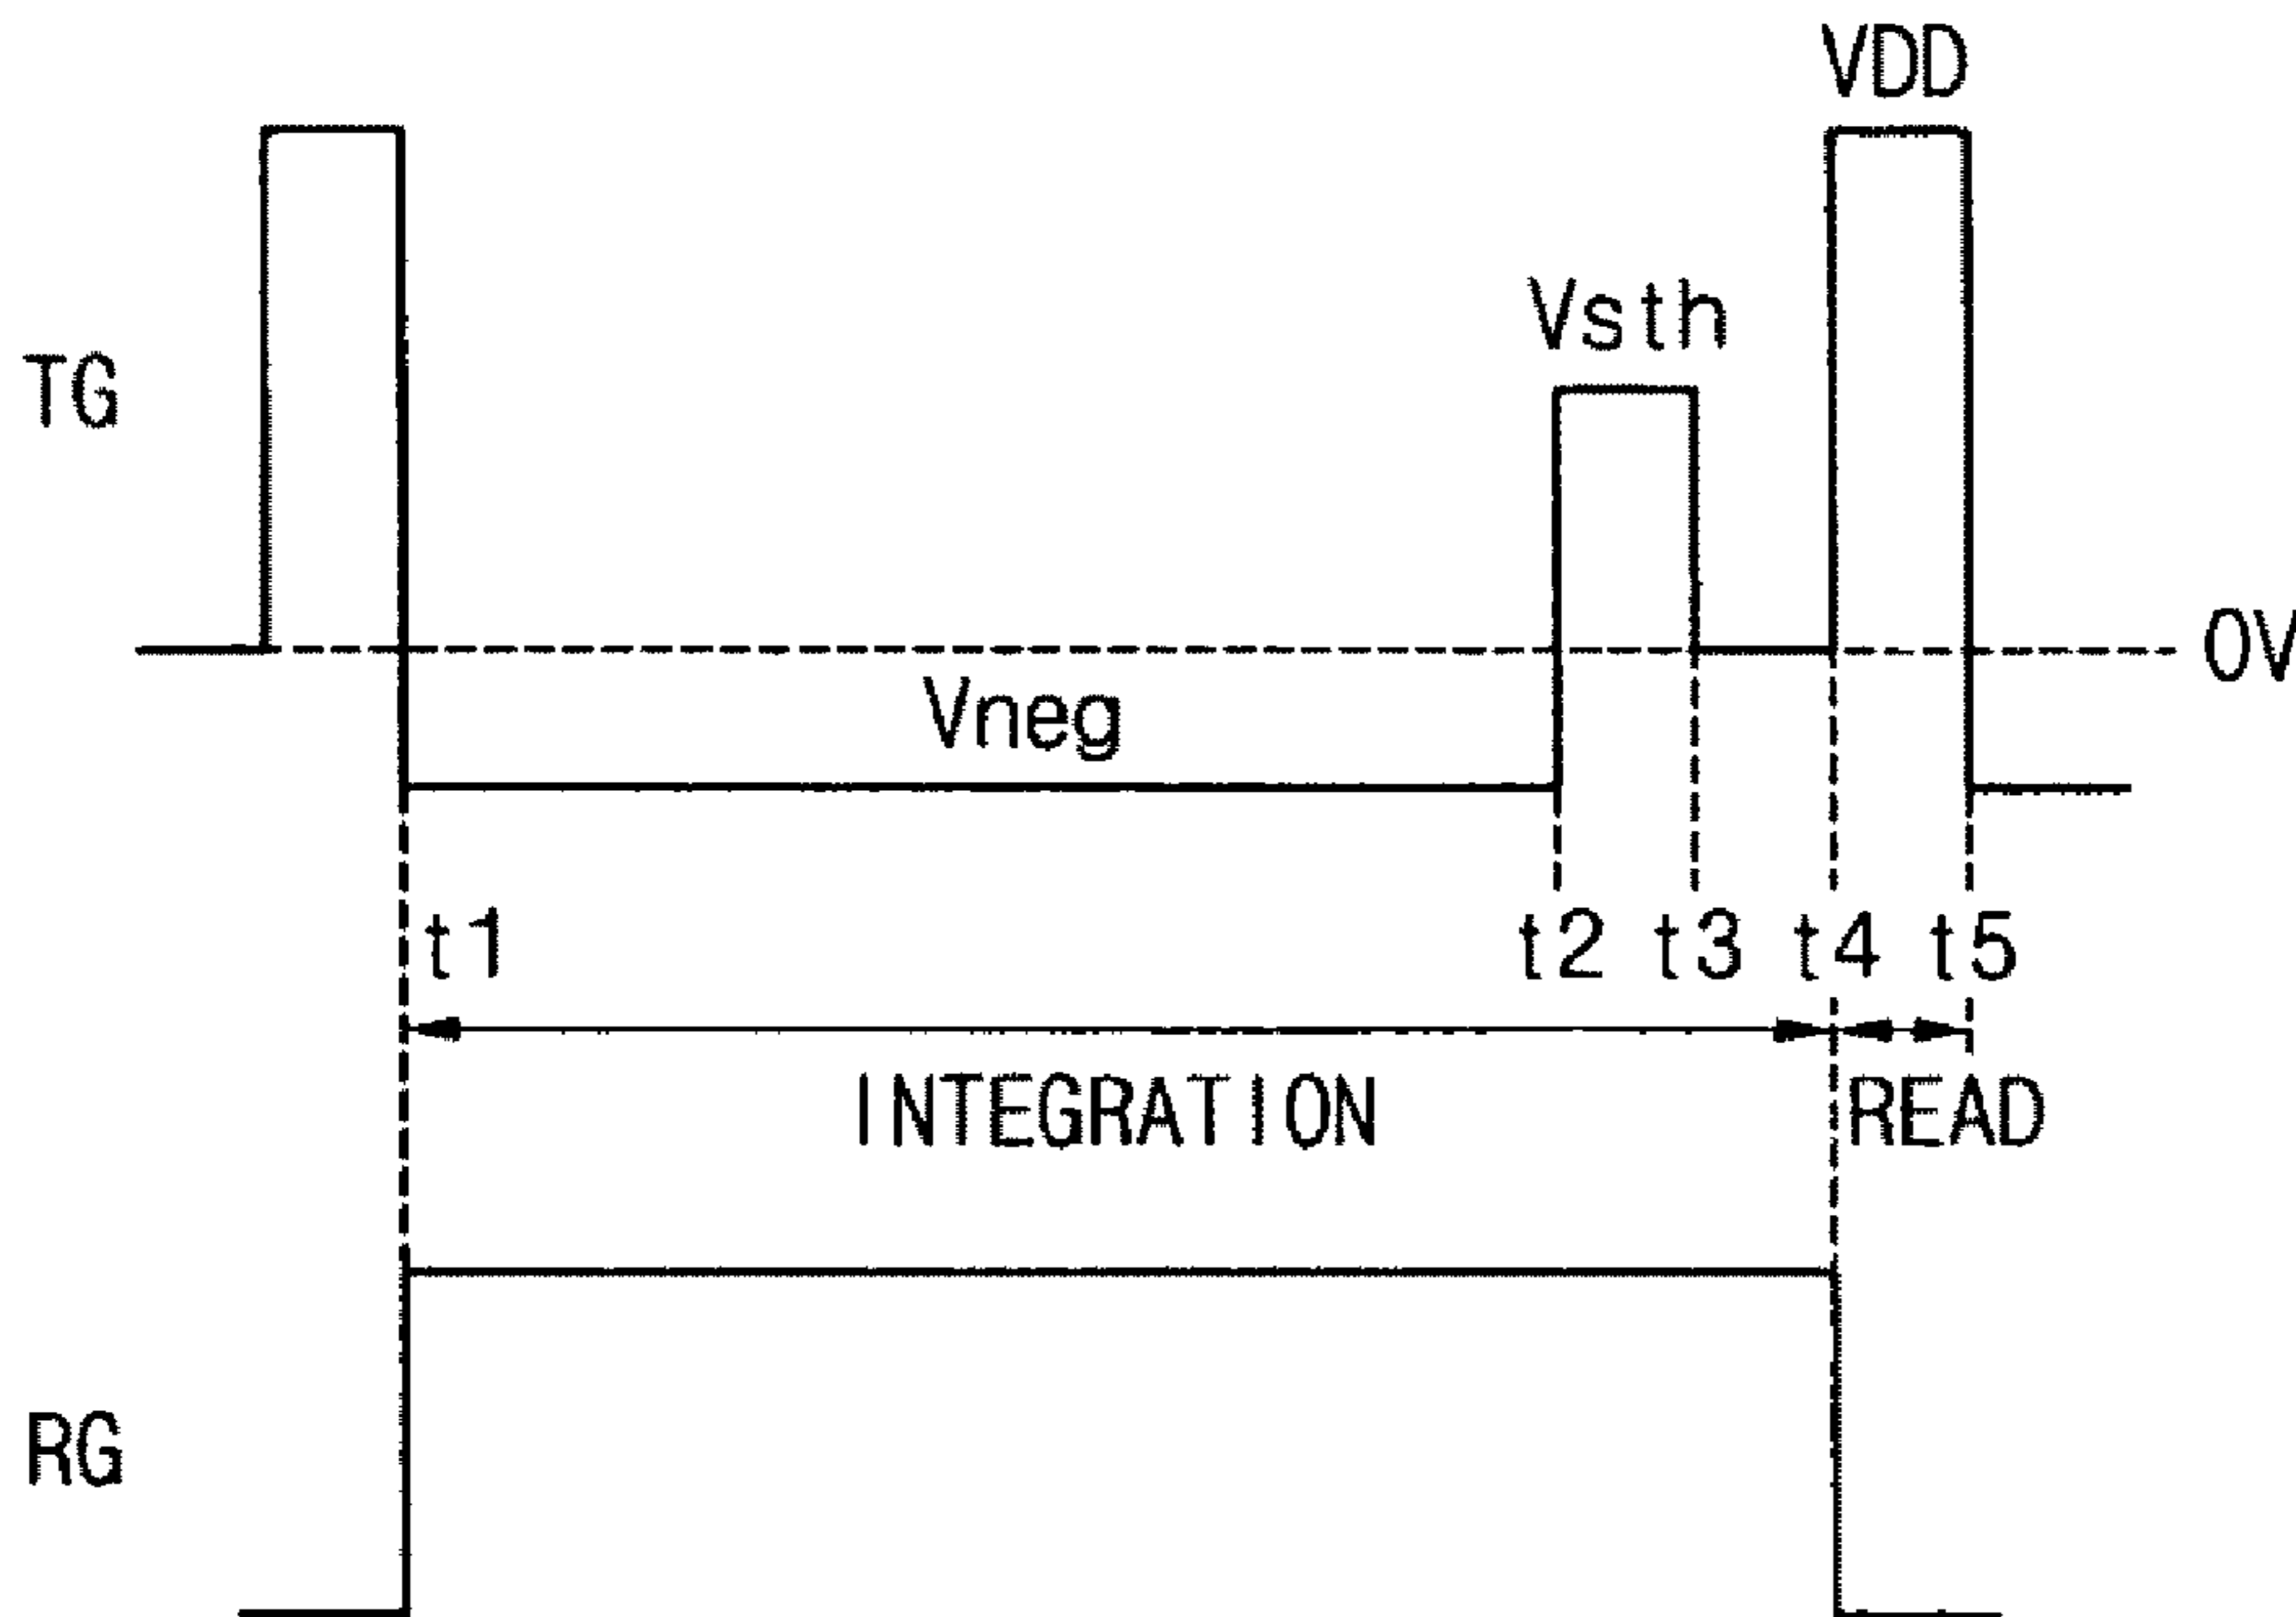 VDD
Vsth
TG
0V
Vneg
t1 t2 t3 t4 t5
INTEGRATION READ
RG